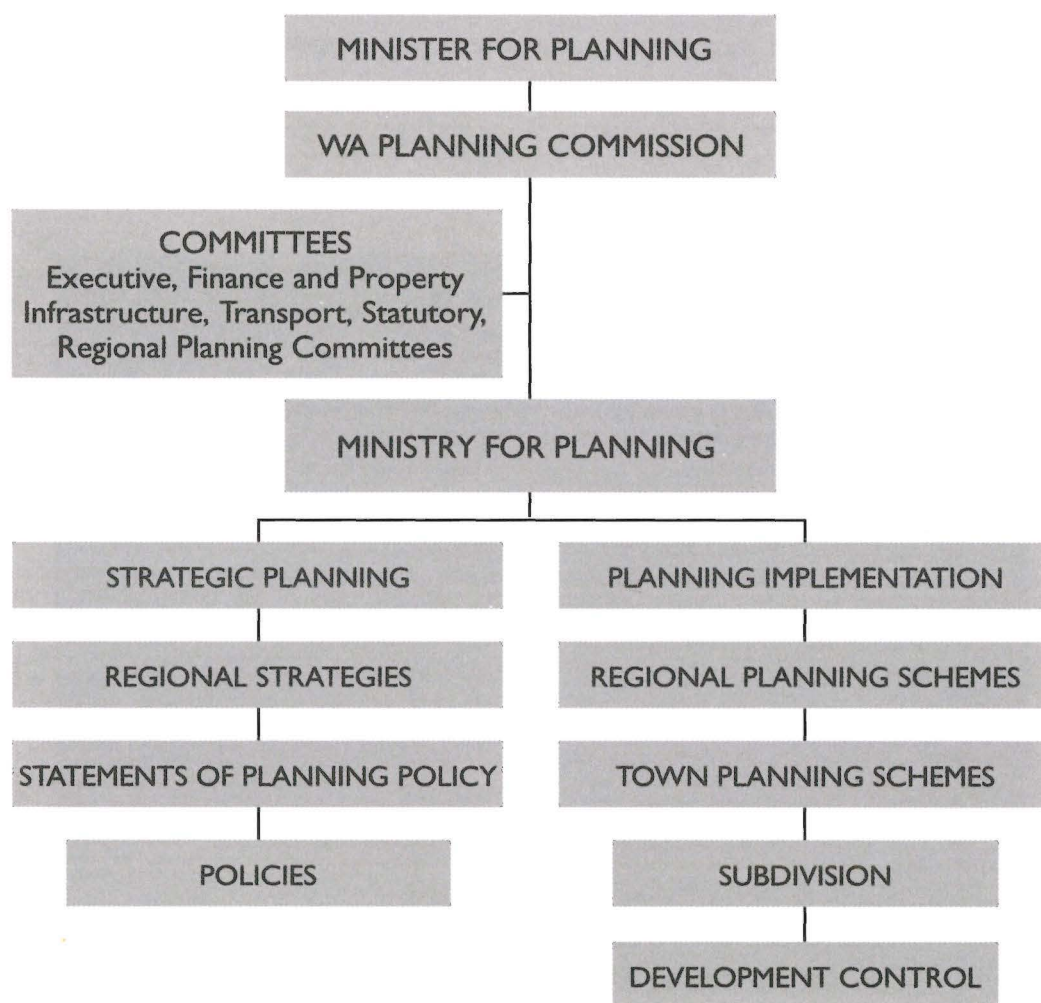 MINISTER FOR PLANNING
WA PLANNING COMMISSION
COMMITTEES
Executive, Finance and Property
Infrastructure, Transport, Statutory,
Regional Planning Committees
MINISTRY FOR PLANNING
STRATEGIC PLANNING
REGIONAL STRATEGIES
STATEMENTS OF PLANNING POLICY
POLICIES
PLANNING IMPLEMENTATION
REGIONAL PLANNING SCHEMES
TOWN PLANNING SCHEMES
SUBDIVISION
DEVELOPMENT CONTROL